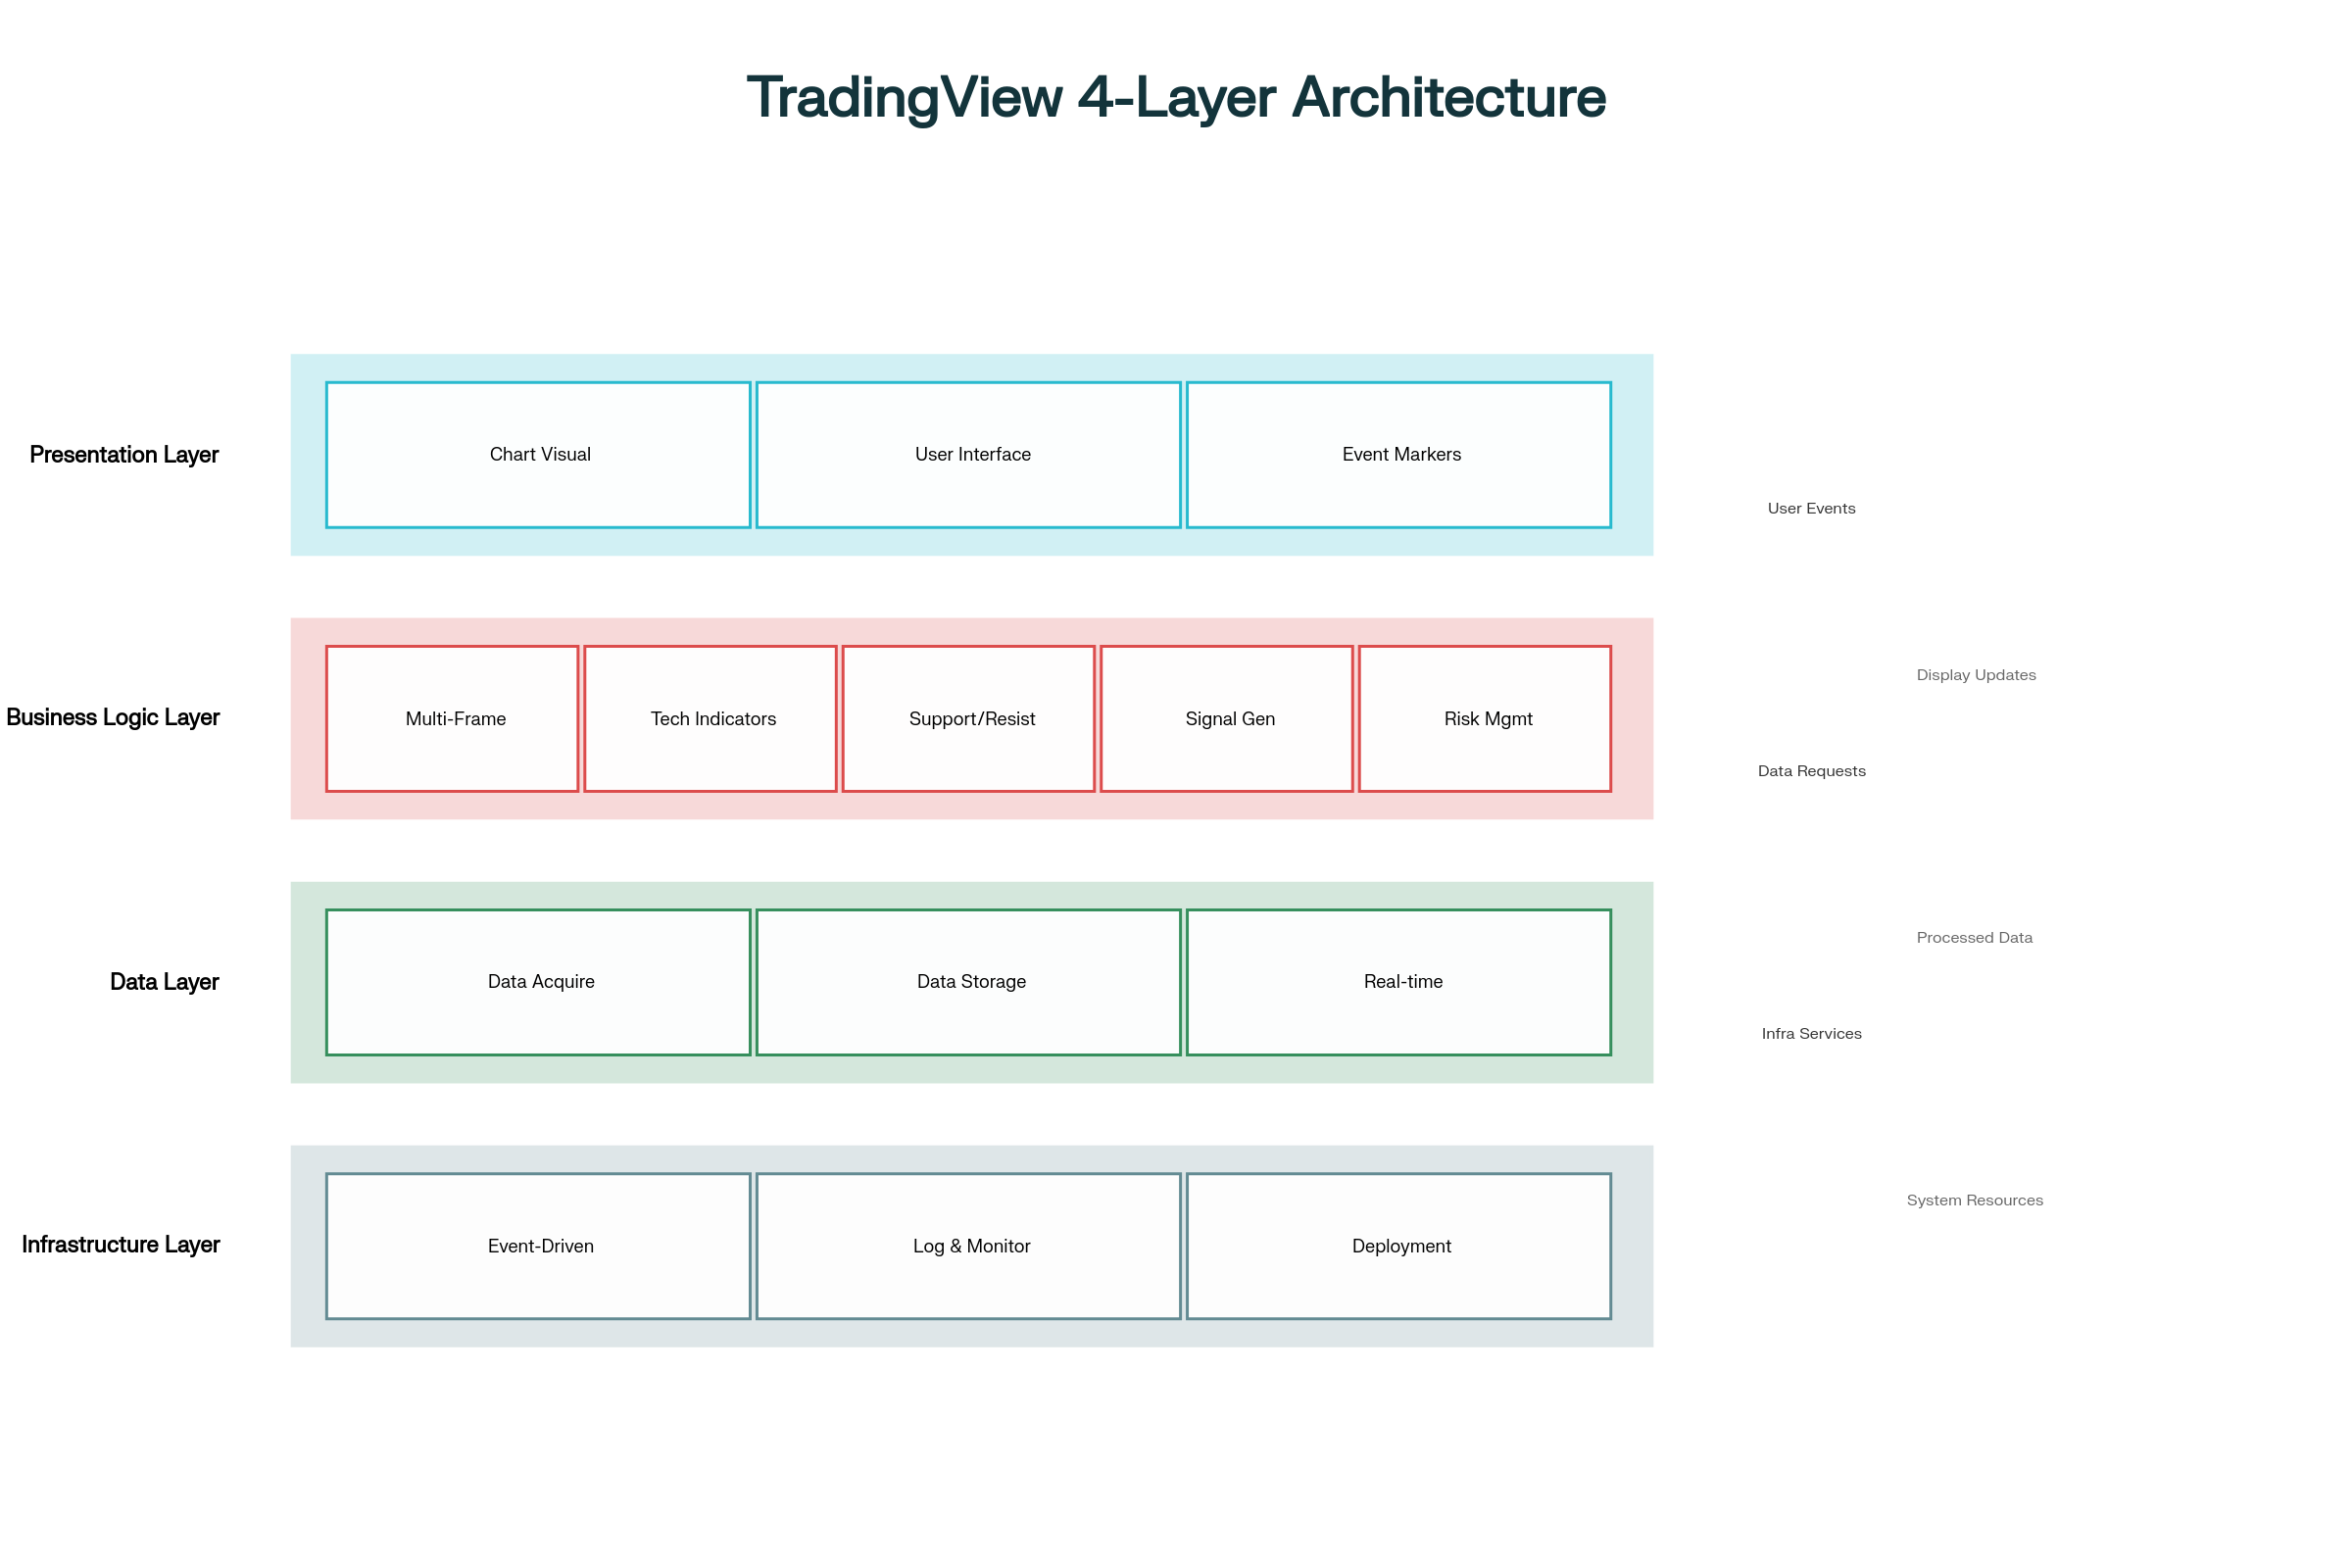 TradingView 4-Layer Architecture
Presentation Layer
Chart Visual
User Interface
Event Markers
User Events
Business Logic Layer
Multi-Frame
Tech Indicators
Support/Resist
Signal Gen
Risk Mgmt
Display Updates
Data Requests
Data Layer
Data Acquire
Data Storage
Real-time
Processed Data
Infra Services
Infrastructure Layer
Event-Driven
Log & Monitor
Deployment
System Resources